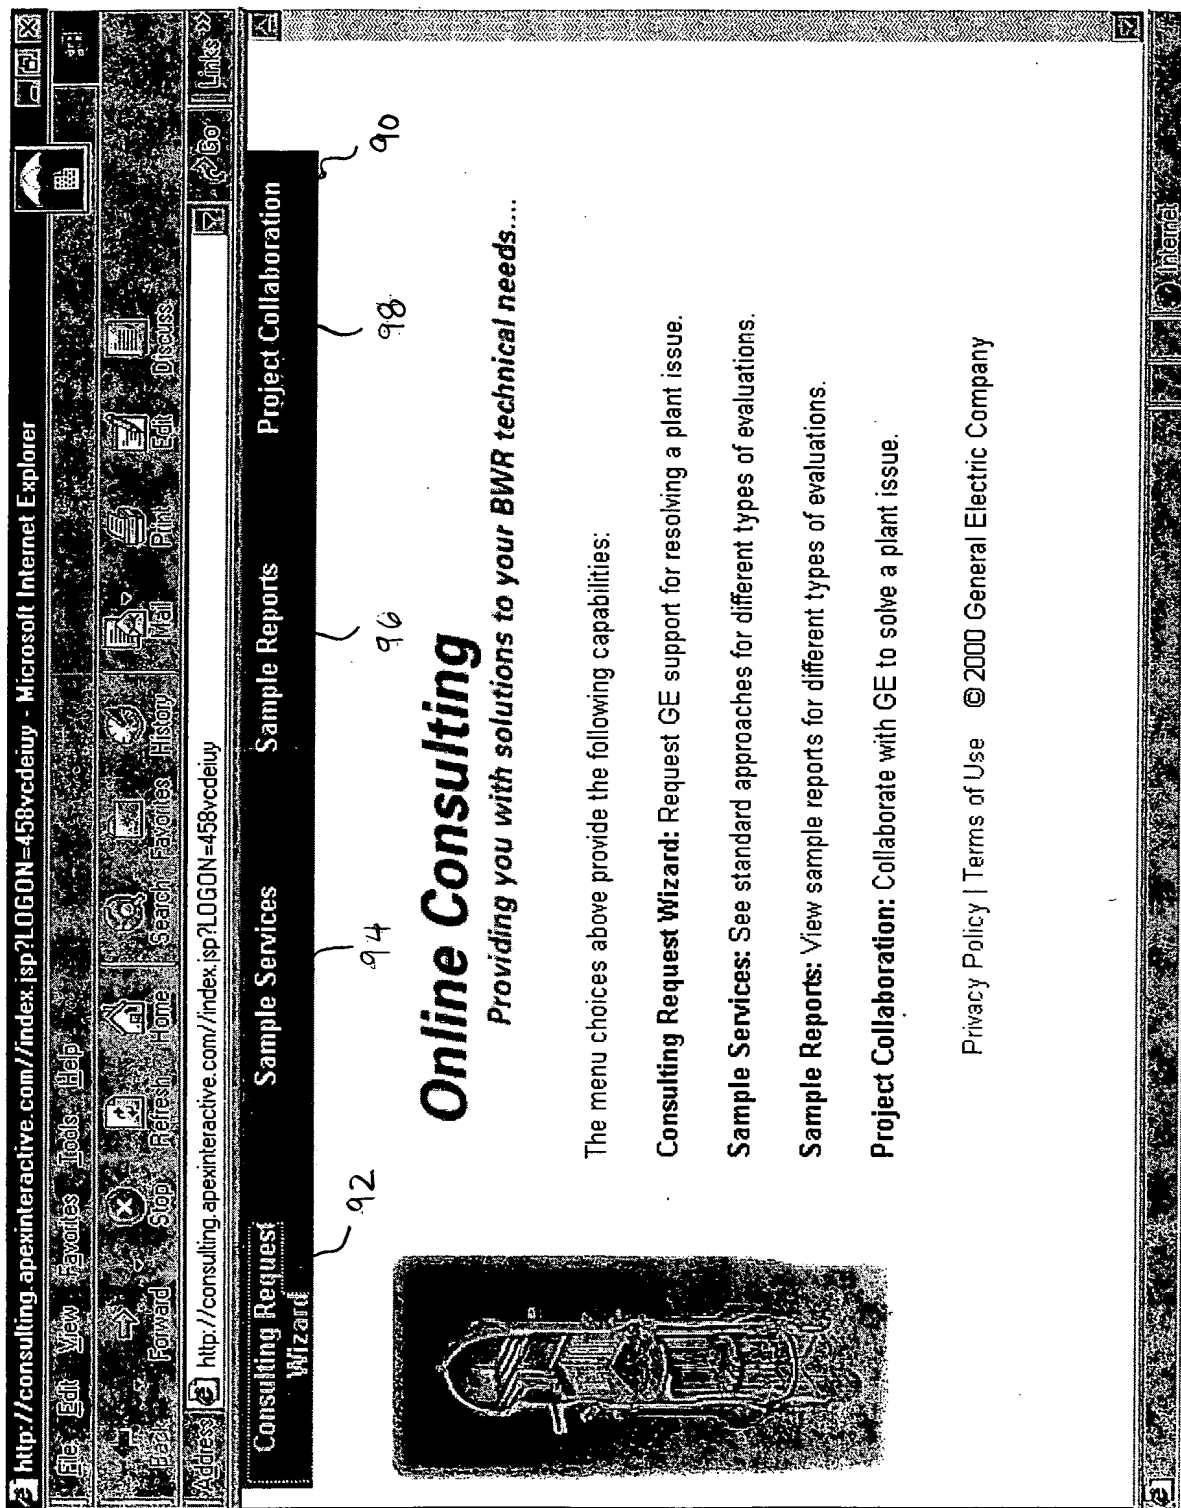 http://consulting.apexinteractive.com//index.jsp?LOGON=458vcdeiuy - Microsoft Internet Explorer
File Edit View Favorites Tools Help
Back Forward Stop Refresh Home Search Favorites History Mail Print Edit Discuss
Address http://consulting.apexinteractive.com//index.jsp?LOGON=458vcdeiuy Go Links »
Consulting Request Wizard Sample Services Sample Reports Project Collaboration
92 94 96 98 90
Online Consulting
Providing you with solutions to your BWR technical needs....
The menu choices above provide the following capabilities:
Consulting Request Wizard: Request GE support for resolving a plant issue.
Sample Services: See standard approaches for different types of evaluations.
Sample Reports: View sample reports for different types of evaluations.
Project Collaboration: Collaborate with GE to solve a plant issue.
Privacy Policy | Terms of Use © 2000 General Electric Company
Internet